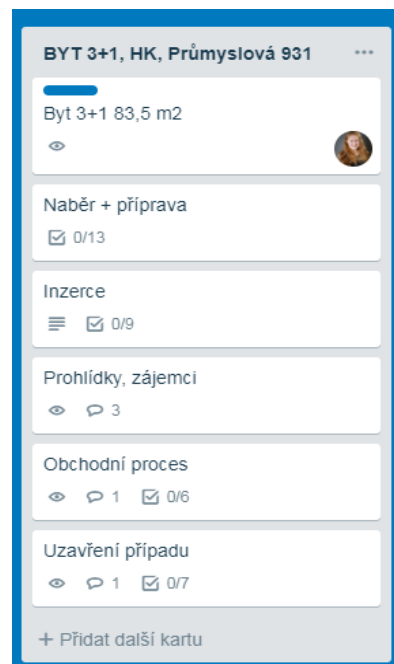 BYT 3+1, HK, Průmyslová 931
Byt 3+1 83,5 m2
Naběr + příprava
0/13
Inzerce
0/9
Prohlídky, zájemci
3
Obchodní proces
1 0/6
Uzavření případu
1 0/7
+ Přidat další kartu